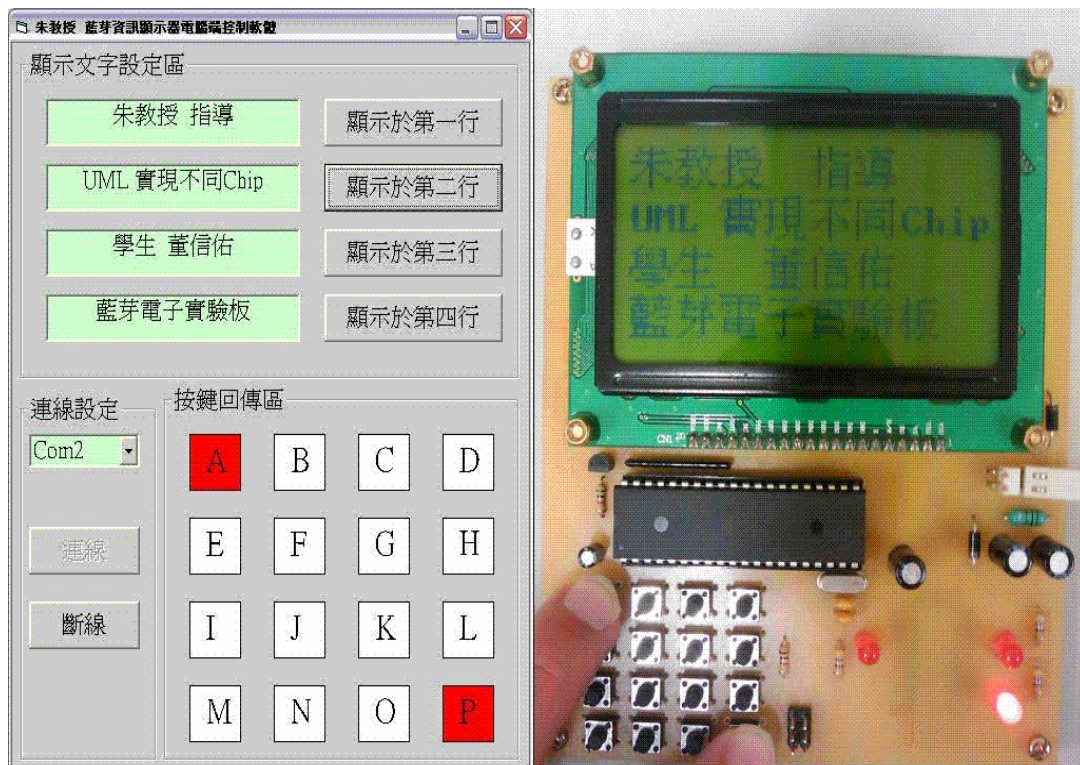 朱教授 藍芽資訊顯示器電腦端控制軟體
顯示文字設定區
朱教授 指導
顯示於第一行
UML 實現不同Chip
顯示於第二行
學生 董信佑
顯示於第三行
藍芽電子實驗板
顯示於第四行
連線設定
Com2
連線
斷線
按鍵回傳區
A B C D
E F G H
I J K L
M N O P
朱教授 指導
UML 實現不同Chip
學生 董信佑
藍芽電子實驗板
CN1